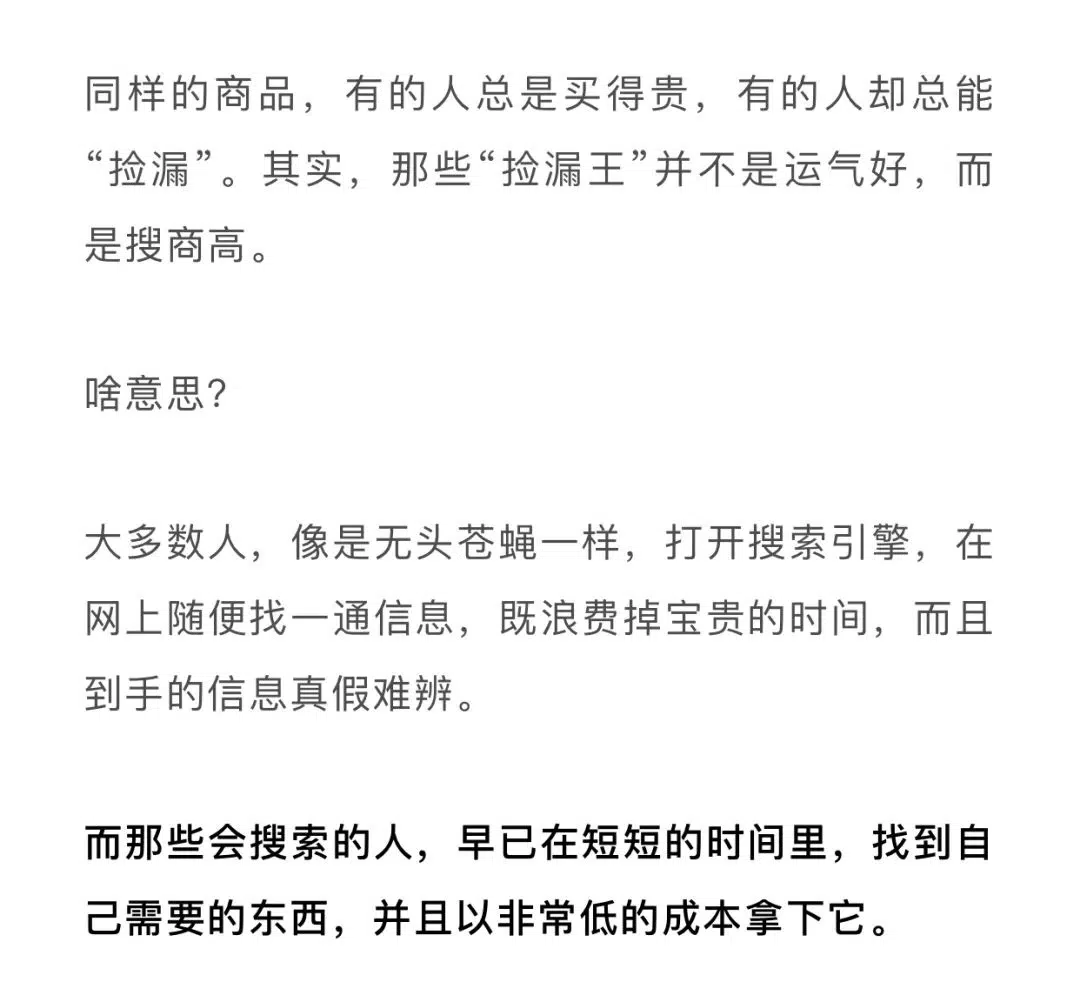 同样的商品，有的人总是买得贵，有的人却总能
“捡漏”。其实，那些“捡漏王”并不是运气好，而
是搜商高。
啥意思？
大多数人，像是无头苍蝇一样，打开搜索引擎，在
网上随便找一通信息，既浪费掉宝贵的时间，而且
到手的信息真假难辨。
而那些会搜索的人，早已在短短的时间里，找到自
己需要的东西，并且以非常低的成本拿下它。